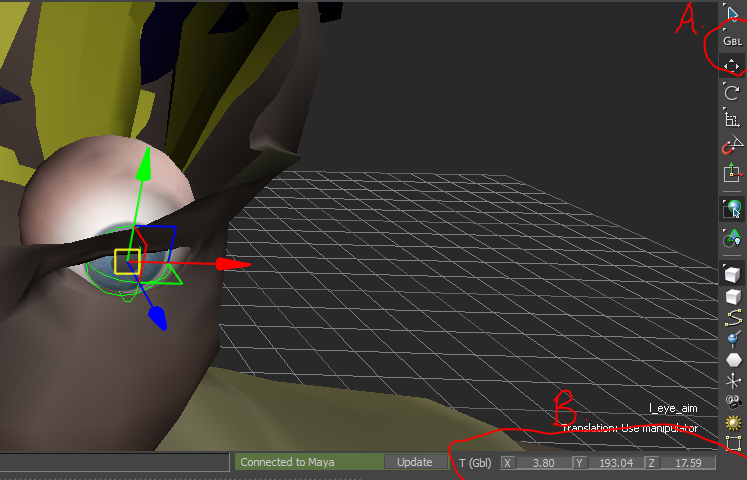 A.
GBL
B.
l_eye_aim
Translation: Use manipulator
Connected to Maya Update T (Gbl) X 3.80 Y 193.04 Z 17.59